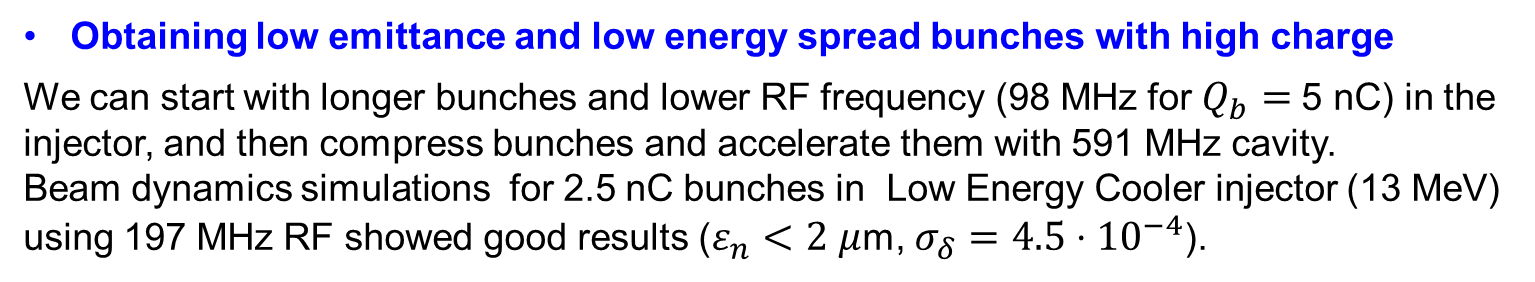 • Obtaining low emittance and low energy spread bunches with high charge
We can start with longer bunches and lower RF frequency (98 MHz for Q_b = 5 nC) in the
injector, and then compress bunches and accelerate them with 591 MHz cavity.
Beam dynamics simulations for 2.5 nC bunches in Low Energy Cooler injector (13 MeV)
using 197 MHz RF showed good results (ε_n < 2 μm, σ_δ = 4.5 · 10⁻⁴).